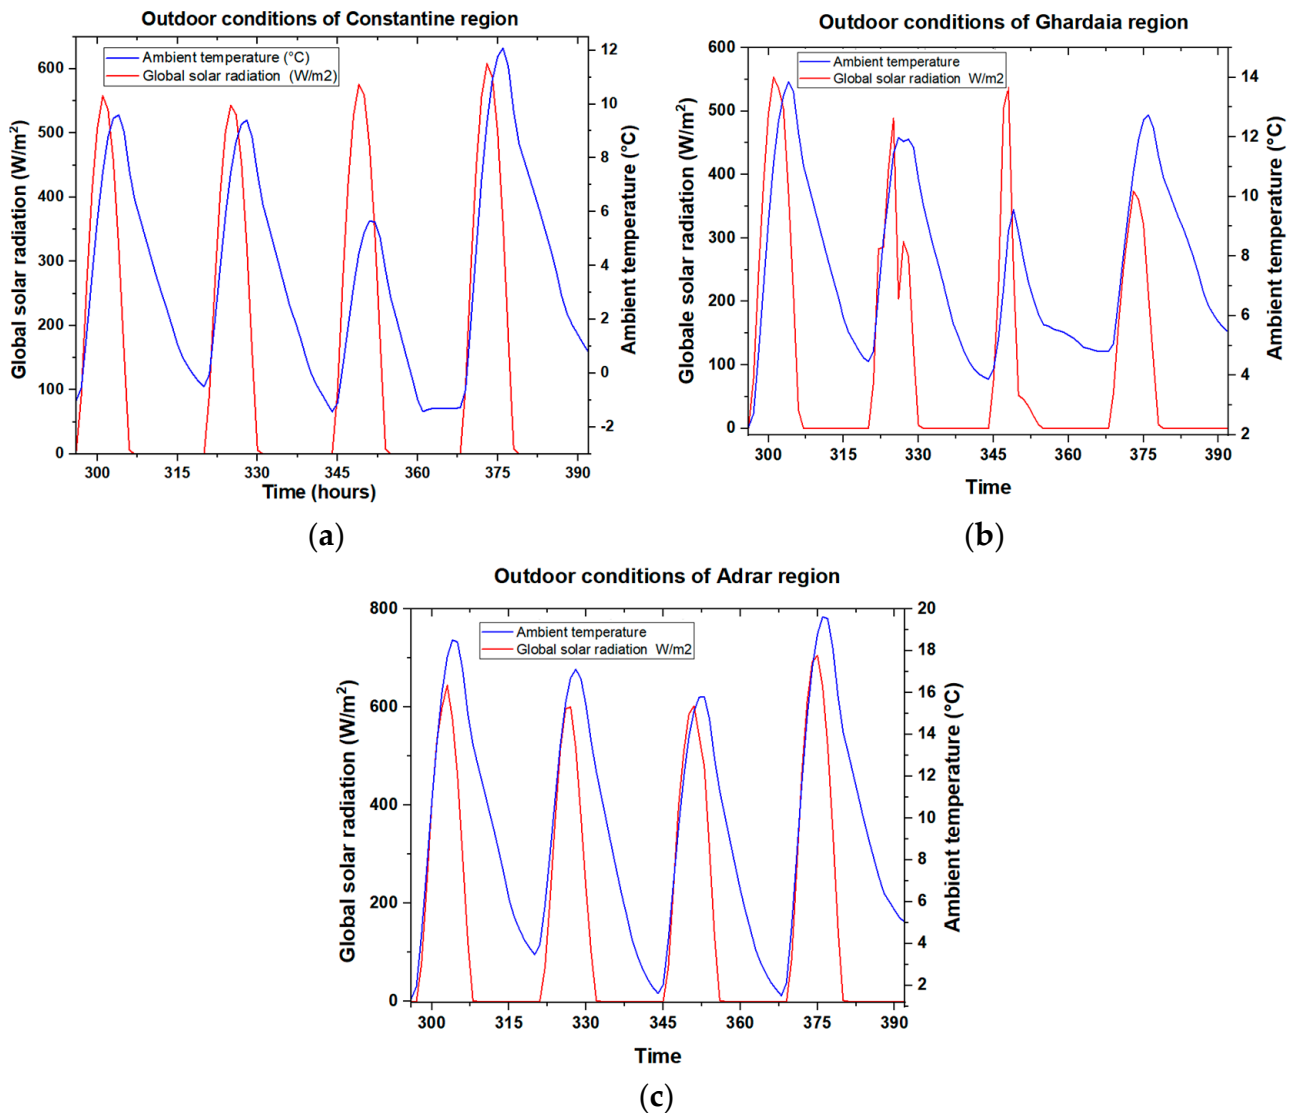 Outdoor conditions of Constantine region
Ambient temperature (°C)
Global solar radiation (W/m2)
Global solar radiation (W/m²)
600
500
400
300
200
100
0
12
10
8
6
4
2
0
-2
Ambient temperature (°C)
300 315 330 345 360 375 390
Time (hours)
(a)
Outdoor conditions of Ghardaia region
Ambient temperature
Global solar radiation W/m2
Globale solar radiation (W/m²)
600
500
400
300
200
100
0
14
12
10
8
6
4
2
Ambient temperature (°C)
300 315 330 345 360 375 390
Time
(b)
Outdoor conditions of Adrar region
Ambient temperature
Global solar radiation W/m2
Global solar radiation (W/m²)
800
600
400
200
0
20
18
16
14
12
10
8
6
4
2
Ambient temperature (°C)
300 315 330 345 360 375 390
Time
(c)